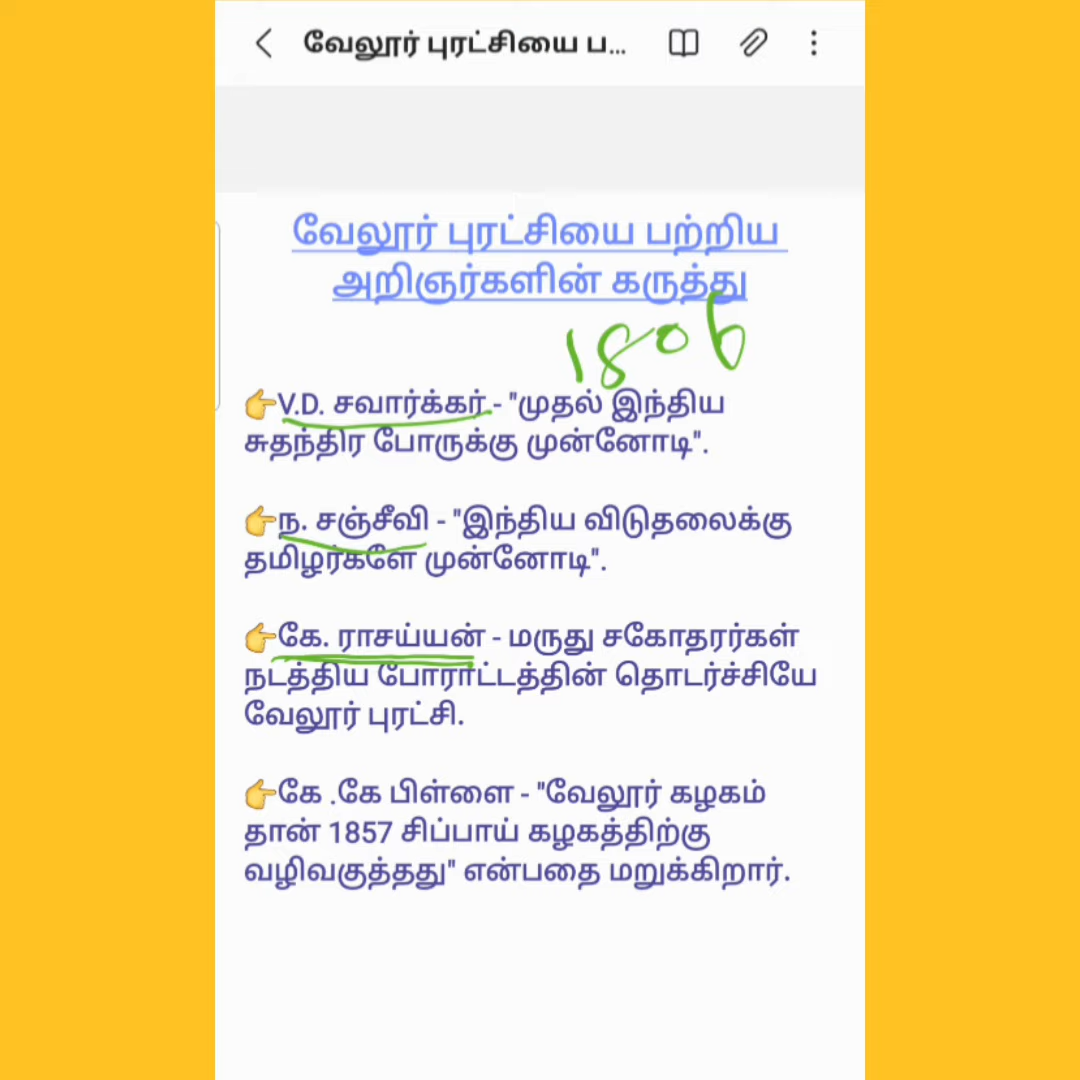 வேலூர் புரட்சியை ப...
வேலூர் புரட்சியை பற்றிய
அறிஞர்களின் கருத்து
1806
👉V.D. சவார்க்கர் - "முதல் இந்திய
சுதந்திர போருக்கு முன்னோடி".
👉ந. சஞ்சீவி - "இந்திய விடுதலைக்கு
தமிழர்களே முன்னோடி".
👉கே. ராசய்யன் - மருது சகோதரர்கள்
நடத்திய போராட்டத்தின் தொடர்ச்சியே
வேலூர் புரட்சி.
👉கே .கே பிள்ளை - "வேலூர் கழகம்
தான் 1857 சிப்பாய் கழகத்திற்கு
வழிவகுத்தது" என்பதை மறுக்கிறார்.